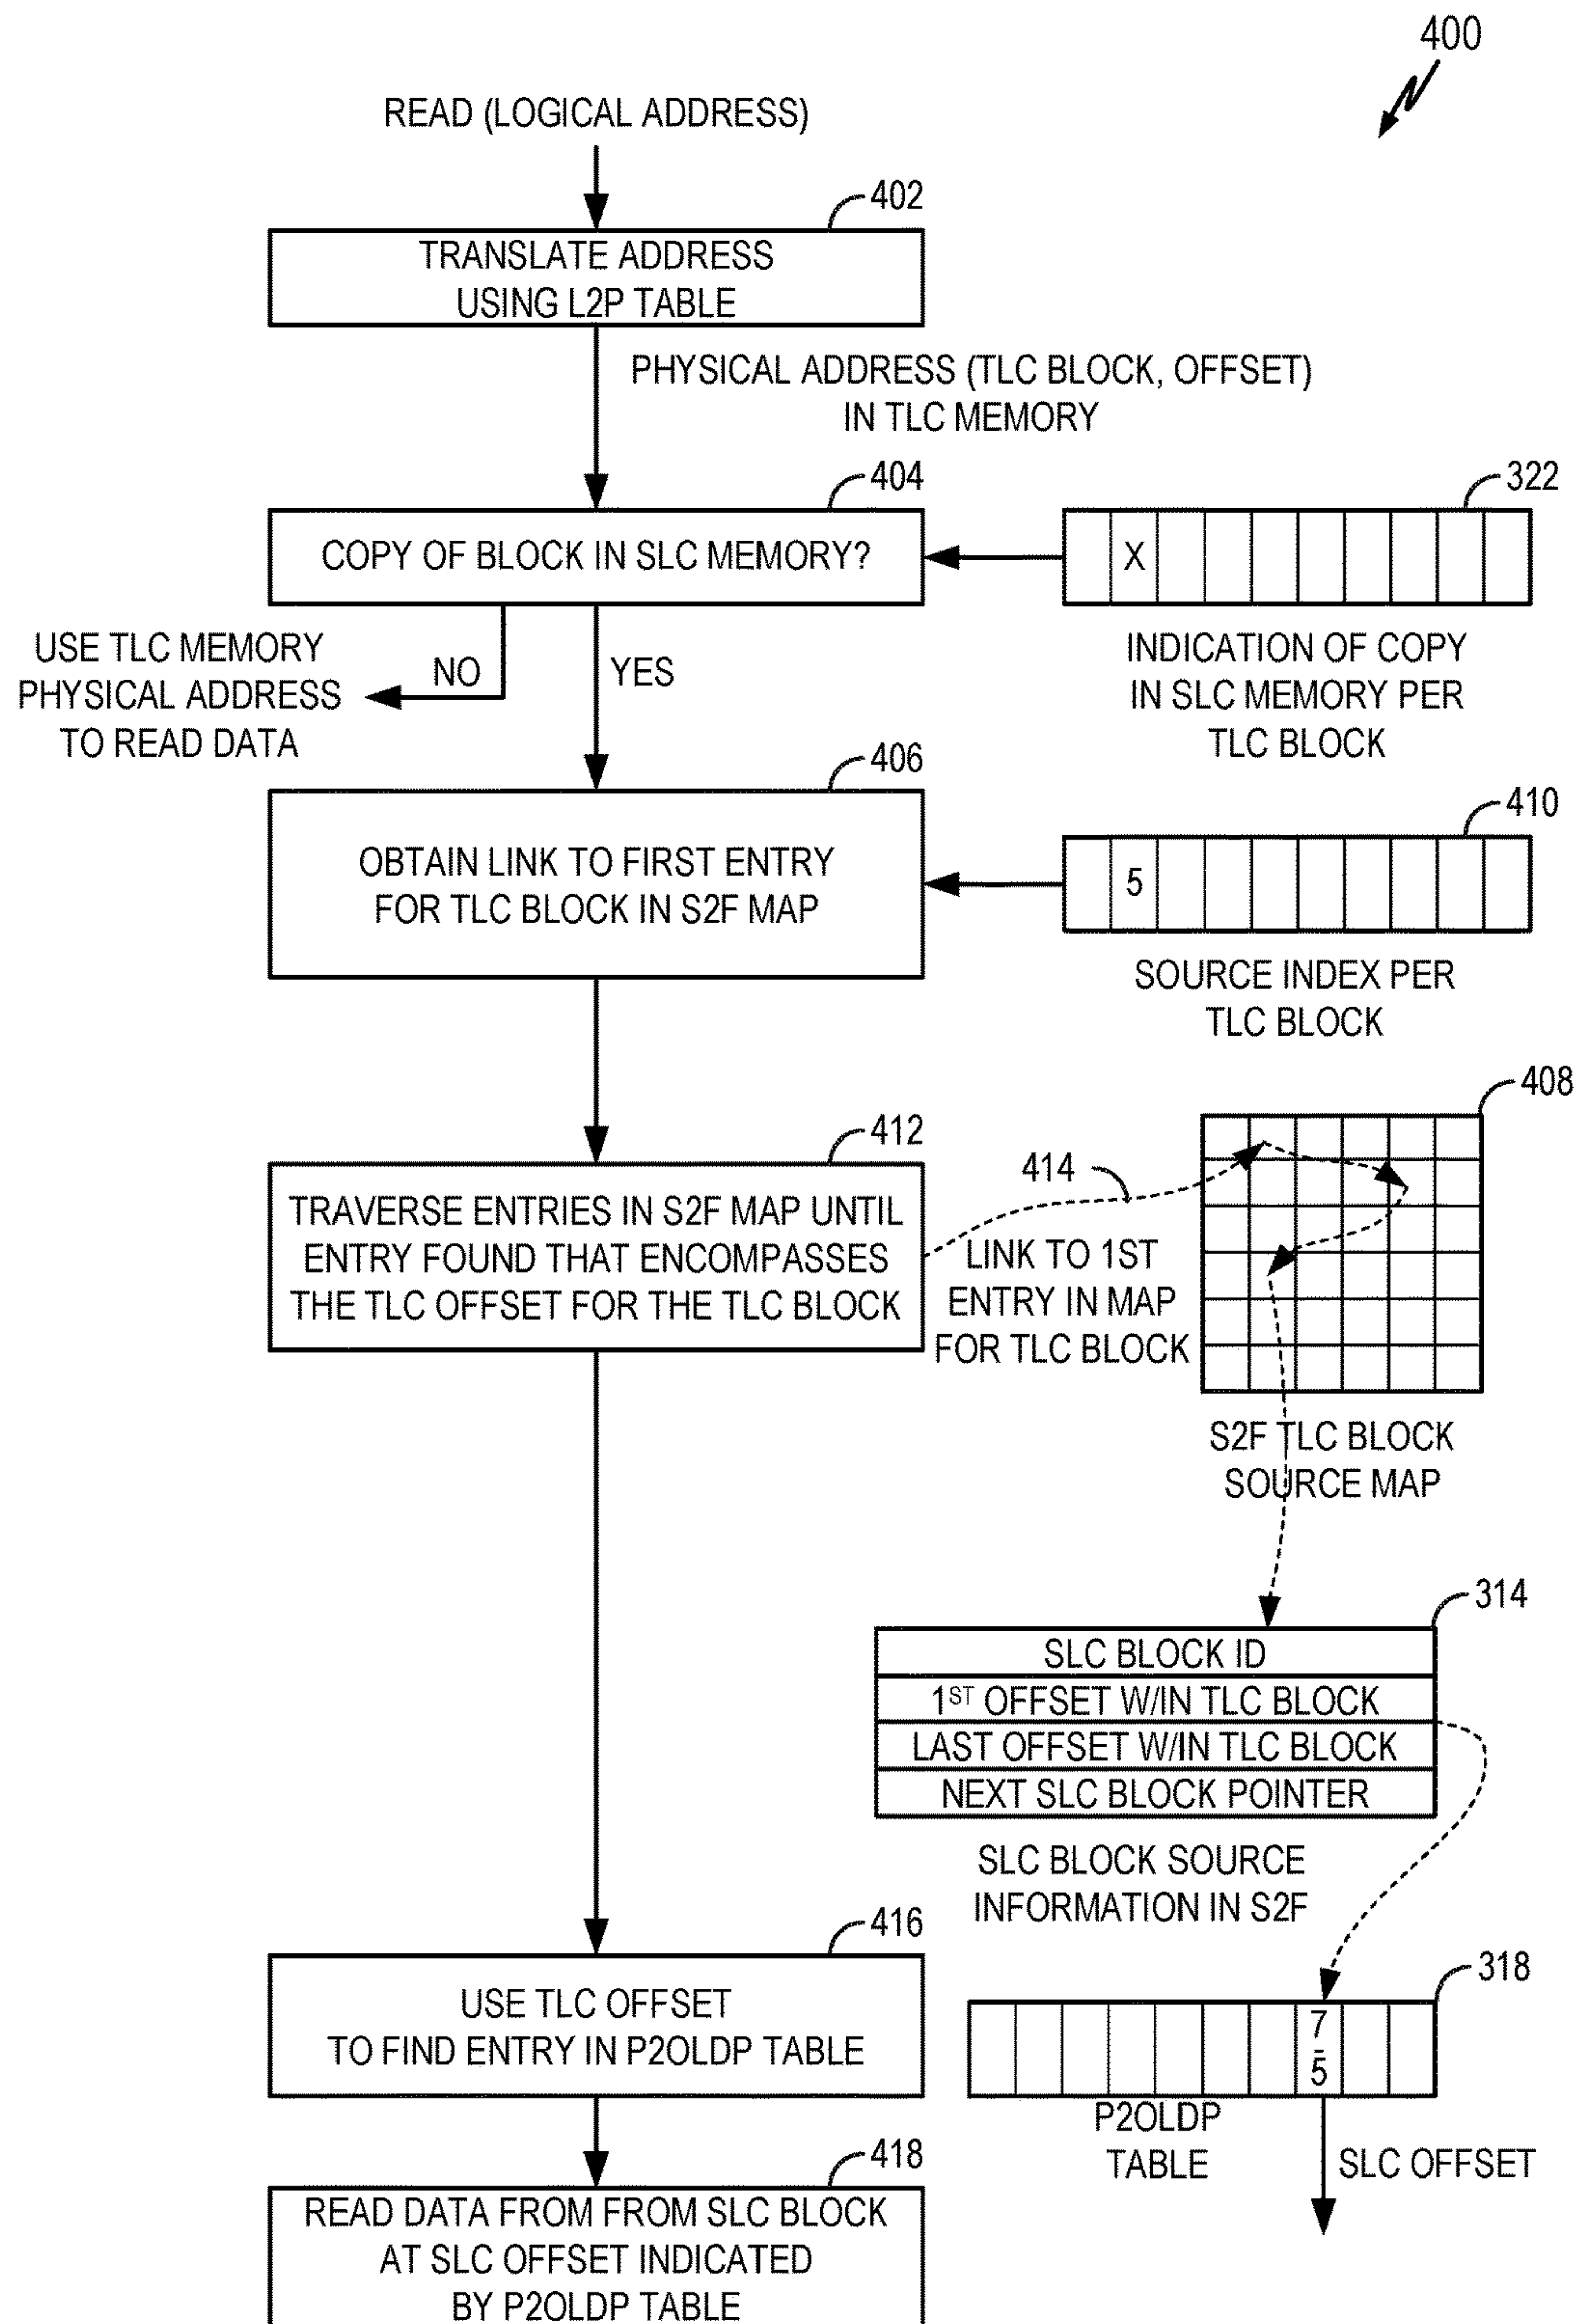 400
READ (LOGICAL ADDRESS)
402
TRANSLATE ADDRESS
USING L2P TABLE
PHYSICAL ADDRESS (TLC BLOCK, OFFSET)
IN TLC MEMORY
404
COPY OF BLOCK IN SLC MEMORY?
322
X
INDICATION OF COPY
IN SLC MEMORY PER
TLC BLOCK
USE TLC MEMORY
PHYSICAL ADDRESS
TO READ DATA
NO
YES
406
OBTAIN LINK TO FIRST ENTRY
FOR TLC BLOCK IN S2F MAP
410
5
SOURCE INDEX PER
TLC BLOCK
412
TRAVERSE ENTRIES IN S2F MAP UNTIL
ENTRY FOUND THAT ENCOMPASSES
THE TLC OFFSET FOR THE TLC BLOCK
414
LINK TO 1ST
ENTRY IN MAP
FOR TLC BLOCK
408
S2F TLC BLOCK
SOURCE MAP
314
SLC BLOCK ID
1ST OFFSET W/IN TLC BLOCK
LAST OFFSET W/IN TLC BLOCK
NEXT SLC BLOCK POINTER
SLC BLOCK SOURCE
INFORMATION IN S2F
416
USE TLC OFFSET
TO FIND ENTRY IN P2OLDP TABLE
318
7
-
5
P2OLDP
TABLE
SLC OFFSET
418
READ DATA FROM FROM SLC BLOCK
AT SLC OFFSET INDICATED
BY P2OLDP TABLE